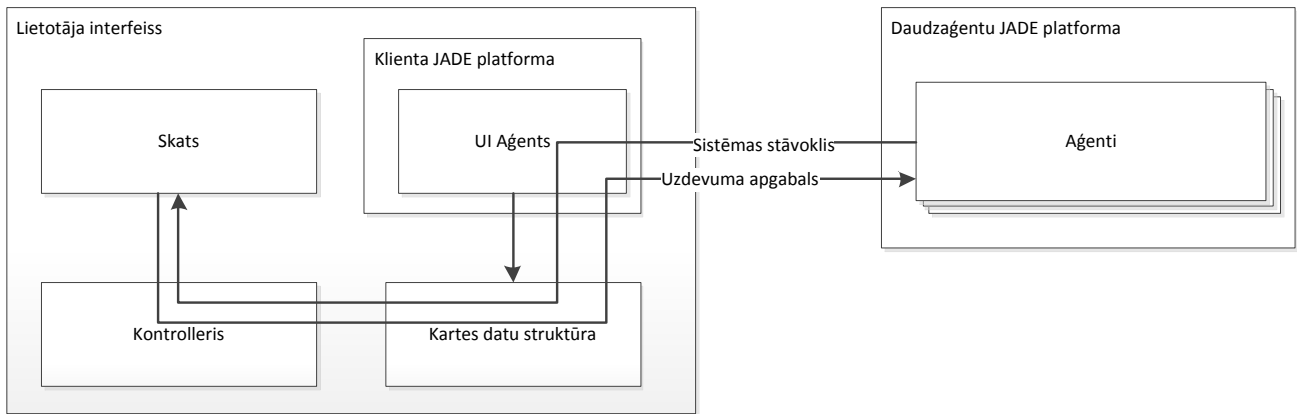 Lietotāja interfeiss
Daudzaģentu JADE platforma
Klienta JADE platforma
Skats
UI Aģents
Sistēmas stāvoklis
Aģenti
Uzdevuma apgabals
Kontrolleris
Kartes datu struktūra